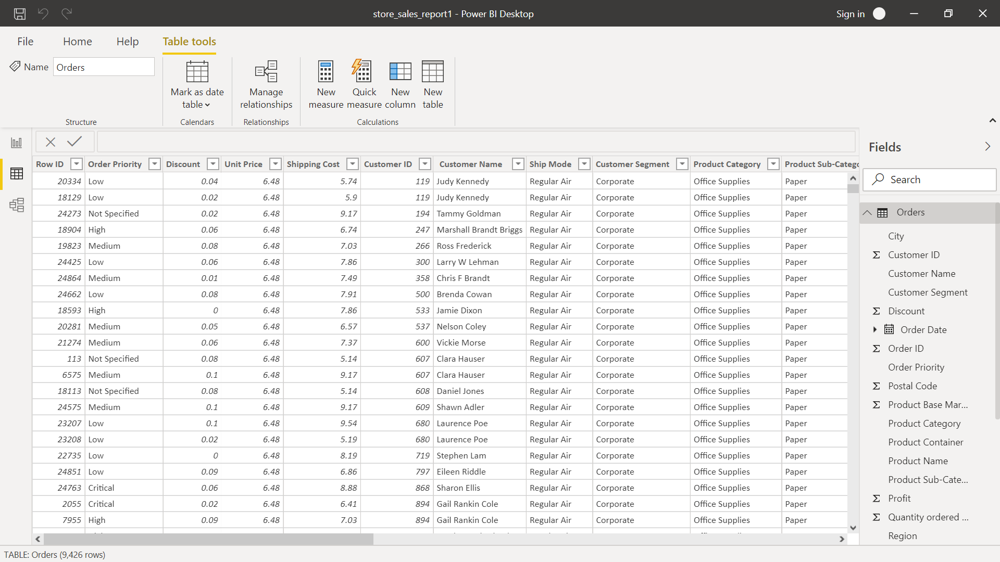 store_sales_report1 - Power BI Desktop
Sign in
File Home Help Table tools
Name Orders
Mark as date table
Manage relationships
New measure
Quick measure
New column
New table
Structure Calendars Relationships Calculations
Row ID Order Priority Discount Unit Price Shipping Cost Customer ID Customer Name Ship Mode Customer Segment Product Category Product Sub-Catego
20334 Low 0.04 6.48 5.74 119 Judy Kennedy Regular Air Corporate Office Supplies Paper
18129 Low 0.02 6.48 5.9 119 Judy Kennedy Regular Air Corporate Office Supplies Paper
24273 Not Specified 0.02 6.48 9.17 194 Tammy Goldman Regular Air Corporate Office Supplies Paper
18904 High 0.06 6.48 6.74 247 Marshall Brandt Briggs Regular Air Corporate Office Supplies Paper
19823 Medium 0.08 6.48 7.03 266 Ross Frederick Regular Air Corporate Office Supplies Paper
24425 Low 0.06 6.48 7.86 300 Larry W Lehman Regular Air Corporate Office Supplies Paper
24864 Medium 0.01 6.48 7.49 358 Chris F Brandt Regular Air Corporate Office Supplies Paper
24662 Low 0.08 6.48 7.91 500 Brenda Cowan Regular Air Corporate Office Supplies Paper
18593 High 0 6.48 7.86 533 Jamie Dixon Regular Air Corporate Office Supplies Paper
20281 Medium 0.05 6.48 6.57 537 Nelson Coley Regular Air Corporate Office Supplies Paper
21274 Medium 0.06 6.48 7.37 600 Vickie Morse Regular Air Corporate Office Supplies Paper
113 Not Specified 0.08 6.48 5.14 607 Clara Hauser Regular Air Corporate Office Supplies Paper
6575 Medium 0.1 6.48 9.17 607 Clara Hauser Regular Air Corporate Office Supplies Paper
18113 Not Specified 0.08 6.48 5.14 608 Daniel Jones Regular Air Corporate Office Supplies Paper
24575 Medium 0.1 6.48 9.17 609 Shawn Adler Regular Air Corporate Office Supplies Paper
23207 Low 0.1 6.48 9.54 680 Laurence Poe Regular Air Corporate Office Supplies Paper
23208 Low 0.02 6.48 5.19 680 Laurence Poe Regular Air Corporate Office Supplies Paper
22735 Low 0 6.48 8.19 719 Stephen Lam Regular Air Corporate Office Supplies Paper
24851 Low 0.09 6.48 6.86 797 Eileen Riddle Regular Air Corporate Office Supplies Paper
24763 Critical 0.06 6.48 8.88 868 Sharon Ellis Regular Air Corporate Office Supplies Paper
2055 Critical 0.02 6.48 6.41 894 Gail Rankin Cole Regular Air Corporate Office Supplies Paper
7955 High 0.09 6.48 7.03 894 Gail Rankin Cole Regular Air Corporate Office Supplies Paper
Fields
Search
Orders
City
Σ Customer ID
Customer Name
Customer Segment
Σ Discount
Order Date
Σ Order ID
Order Priority
Σ Postal Code
Σ Product Base Mar...
Product Category
Product Container
Product Name
Product Sub-Cate...
Σ Profit
Σ Quantity ordered ...
Region
TABLE: Orders (9,426 rows)